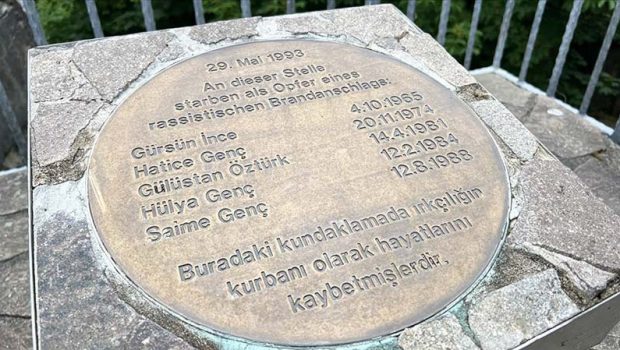 29. Mai 1993
An dieser Stelle
starben als Opfer eines
rassistischen Brandanschlags:
Gürsün İnce 4.10.1965
Hatice Genç 20.11.1974
Gülüstan Öztürk 14.4.1981
Hülya Genç 12.2.1984
Saime Genç 12.8.1988
Buradaki kundaklamada ırkçılığın
kurbanı olarak hayatlarını
kaybetmişlerdir.